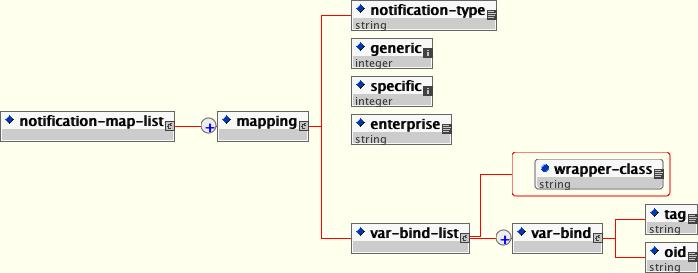 notification-type
string
generic
integer
specific
integer
notification-map-list
mapping
enterprise
string
wrapper-class
string
var-bind-list
var-bind
tag
string
oid
string